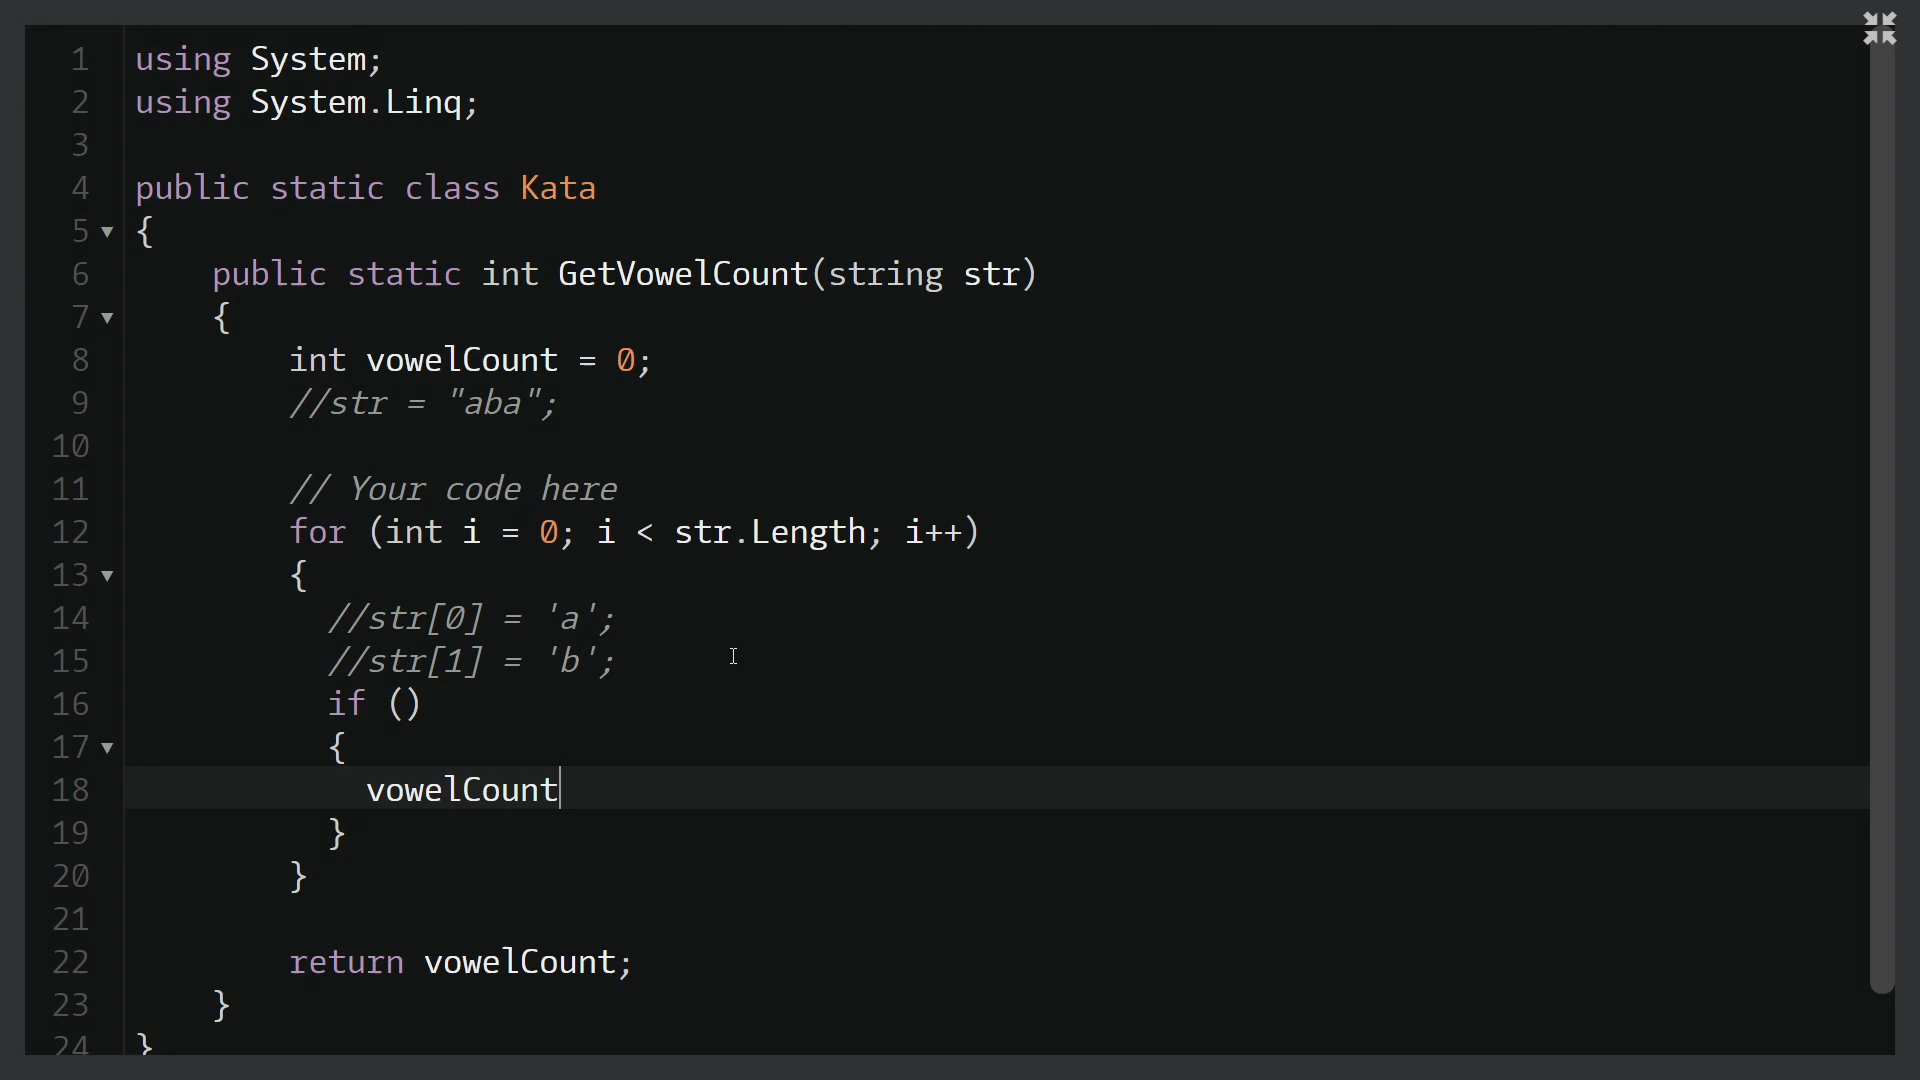 1 using System;
2 using System.Linq;
3
4 public static class Kata
5 {
6 public static int GetVowelCount(string str)
7 {
8 int vowelCount = 0;
9 //str = "aba";
10
11 // Your code here
12 for (int i = 0; i < str.Length; i++)
13 {
14 //str[0] = 'a';
15 //str[1] = 'b';
16 if ()
17 {
18 vowelCount
19 }
20 }
21
22 return vowelCount;
23 }
24 }